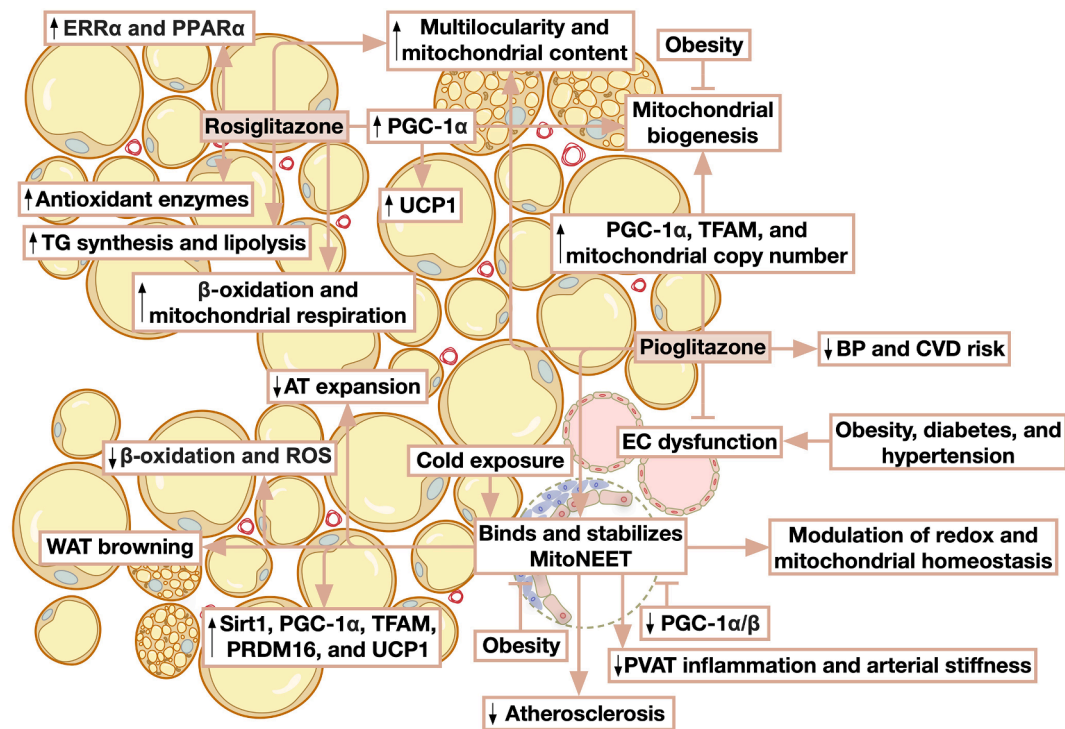 ↑ ERRα and PPARα
↑ Multilocularity and
mitochondrial content
Obesity
Rosiglitazone
↑ PGC-1α
Mitochondrial
biogenesis
↑ Antioxidant enzymes
↑ UCP1
↑ TG synthesis and lipolysis
↑ PGC-1α, TFAM, and
mitochondrial copy number
↑ β-oxidation and
mitochondrial respiration
Pioglitazone
↓ BP and CVD risk
↓ AT expansion
EC dysfunction
Obesity, diabetes, and
hypertension
↓ β-oxidation and ROS
Cold exposure
WAT browning
Binds and stabilizes
MitoNEET
Modulation of redox and
mitochondrial homeostasis
↑ Sirt1, PGC-1α, TFAM,
PRDM16, and UCP1
Obesity
↓ PGC-1α/β
↓ PVAT inflammation and arterial stiffness
↓ Atherosclerosis